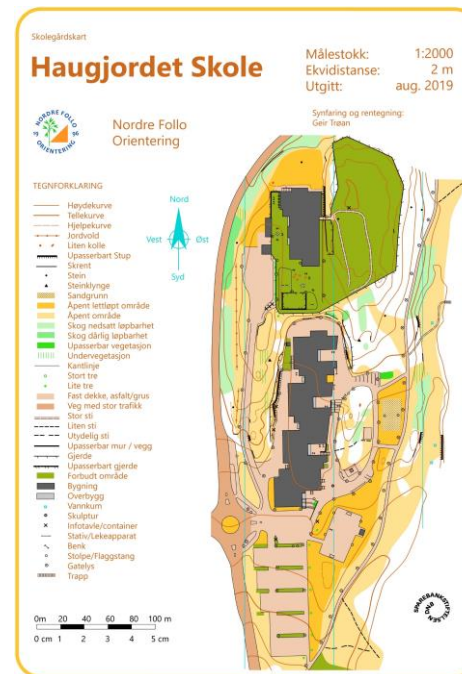 Skolegårdskart
Haugjordet Skole
Målestokk: 1:2000
Ekvidistanse: 2 m
Utgitt: aug. 2019
Synfaring og rentegning:
Geir Trøan
NORDRE FOLLO
ORIENTERING
Nordre Follo
Orientering
TEGNFORKLARING
Høydekurve
Tellekurve
Hjelpekurve
Jordvold
Liten kolle
Upasserbart Stup
Skrent
Stein
Steinklynge
Sandgrunn
Åpent lettløpt område
Åpent område
Skog nedsatt løpbarhet
Skog dårlig løpbarhet
Upasserbar vegetasjon
Undervegetasjon
Kantlinje
Stort tre
Lite tre
Fast dekke, asfalt/grus
Veg med stor trafikk
Stor sti
Liten sti
Utydelig sti
Upasserbar mur / vegg
Gjerde
Upasserbart gjerde
Forbudt område
Bygning
Overbygg
Vannkum
Skulptur
Infotavle/container
Stativ/Lekeapparat
Benk
Stolpe/Flaggstang
Gatelys
Trapp
Nord
Vest
Øst
Syd
0m 20 40 60 80 100 m
0 cm 1 2 3 4 5 cm
SPAREBANKSTIFTELSEN
DNB